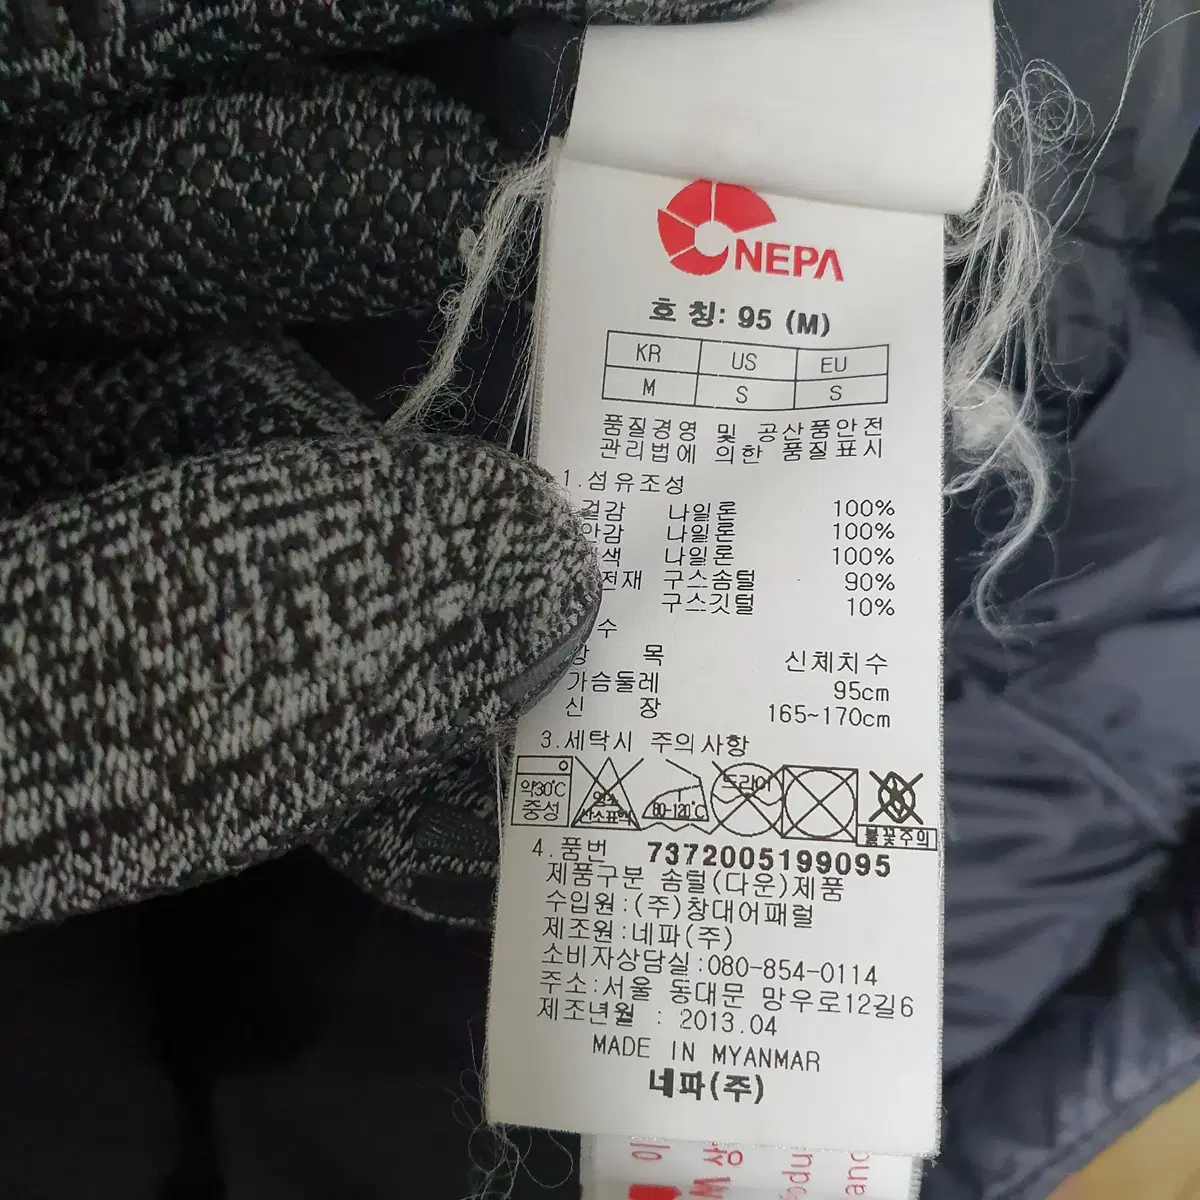 NEPA
호 칭: 95 (M)
KR US EU
M S S
품질경영 및 공산품안전
관리법에 의한 품질표시
1.섬유조성
겉감 나일론 100%
안감 나일론 100%
나일론 100%
전재 구스솜털 90%
구스깃털 10%
수
항 목 신체치수
가슴둘레 95cm
신 장 165~170cm
3.세탁시 주의사항
약30℃
중성
산소표백
80-120℃
드라이
불꽃주의
4.품번 7372005199095
제품구분 솜털(다운)제품
수입원:(주)창대어패럴
제조원:네파(주)
소비자상담실:080-854-0114
주소:서울 동대문 망우로12길6
제조년월 : 2013.04
MADE IN MYANMAR
네파(주)